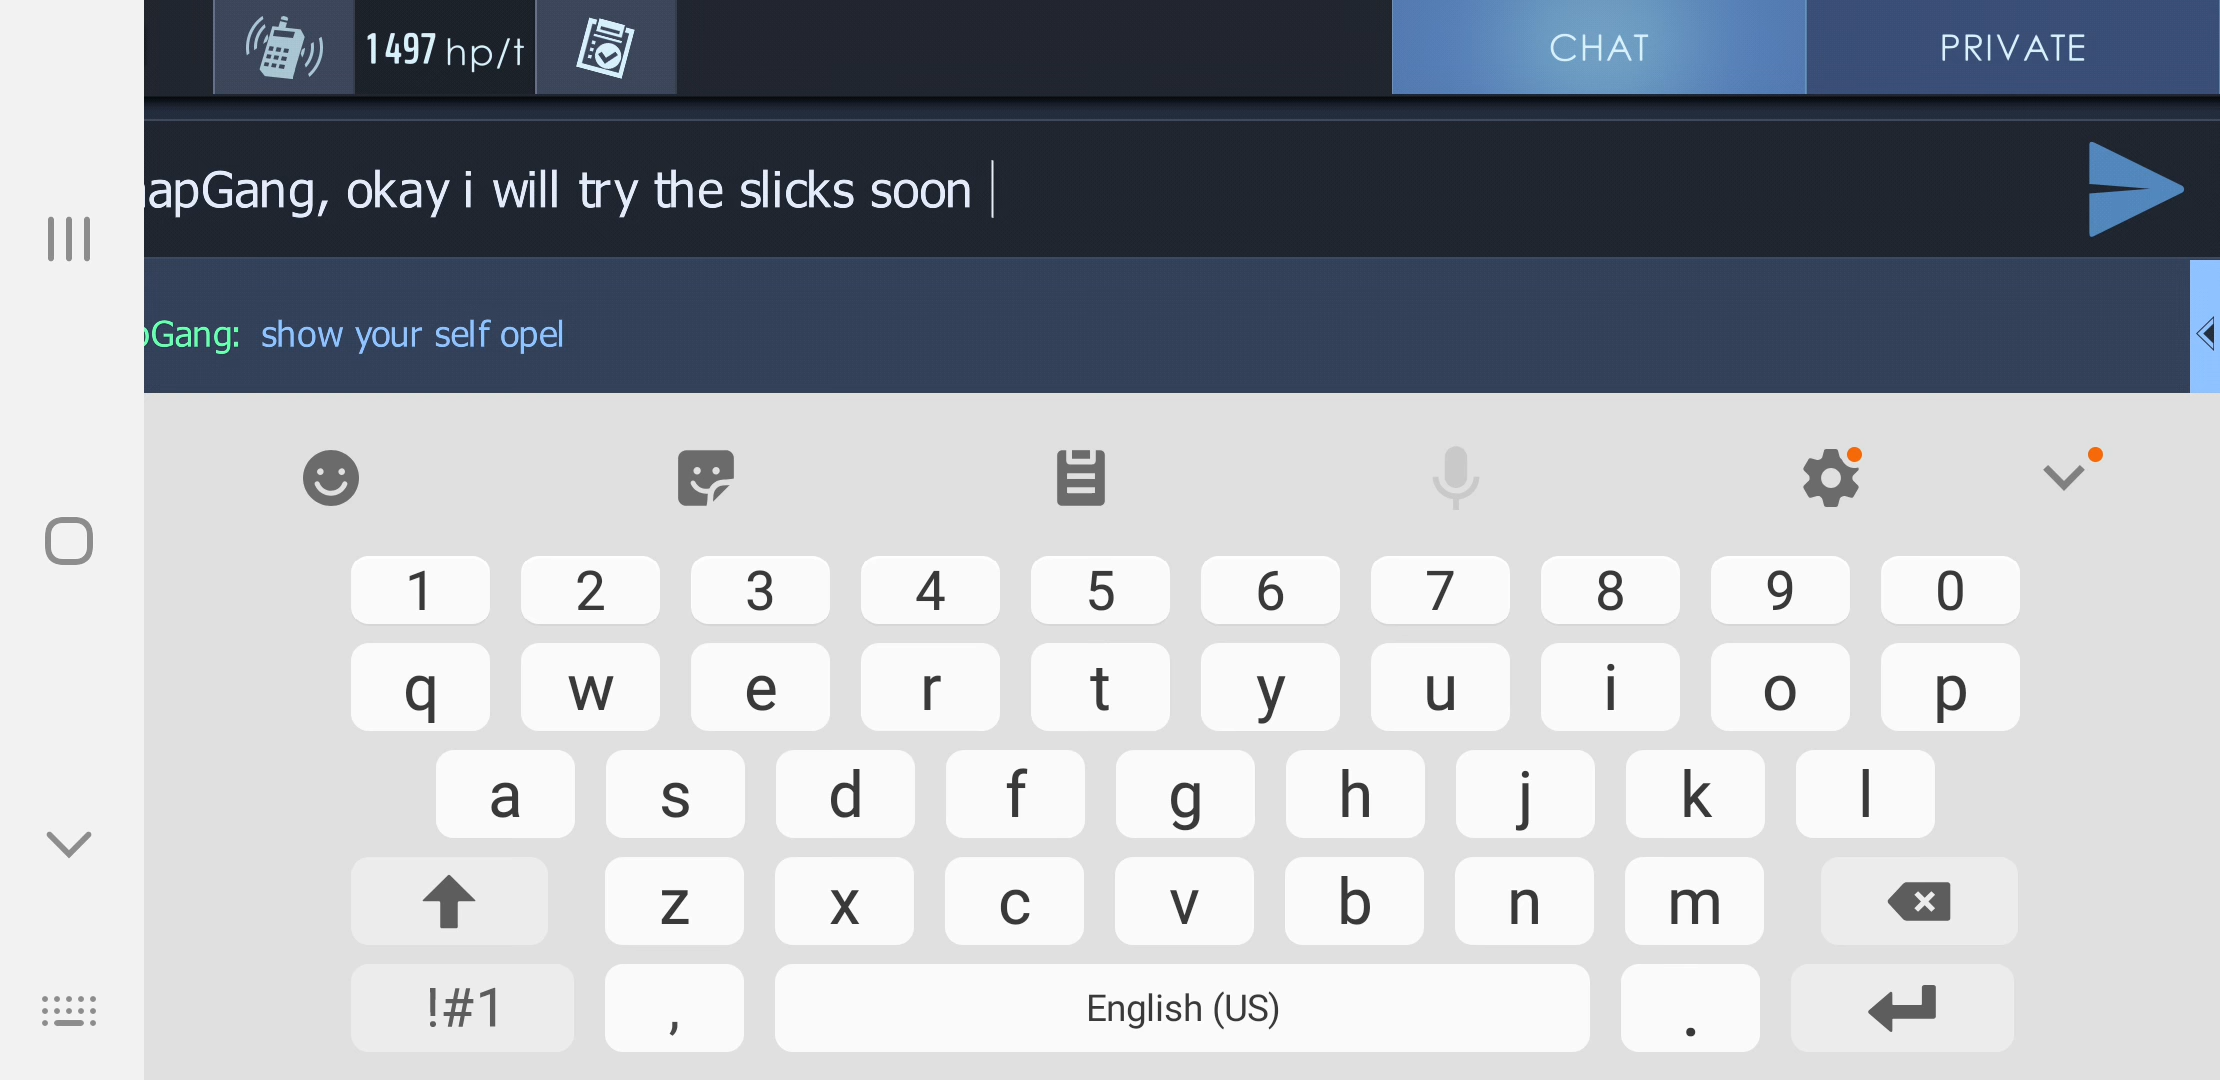 1497 hp/t
CHAT
PRIVATE
apGang, okay i will try the slicks soon
Gang: show your self opel
1 2 3 4 5 6 7 8 9 0
q w e r t y u i o p
a s d f g h j k l
z x c v b n m
!#1 , English (US) .